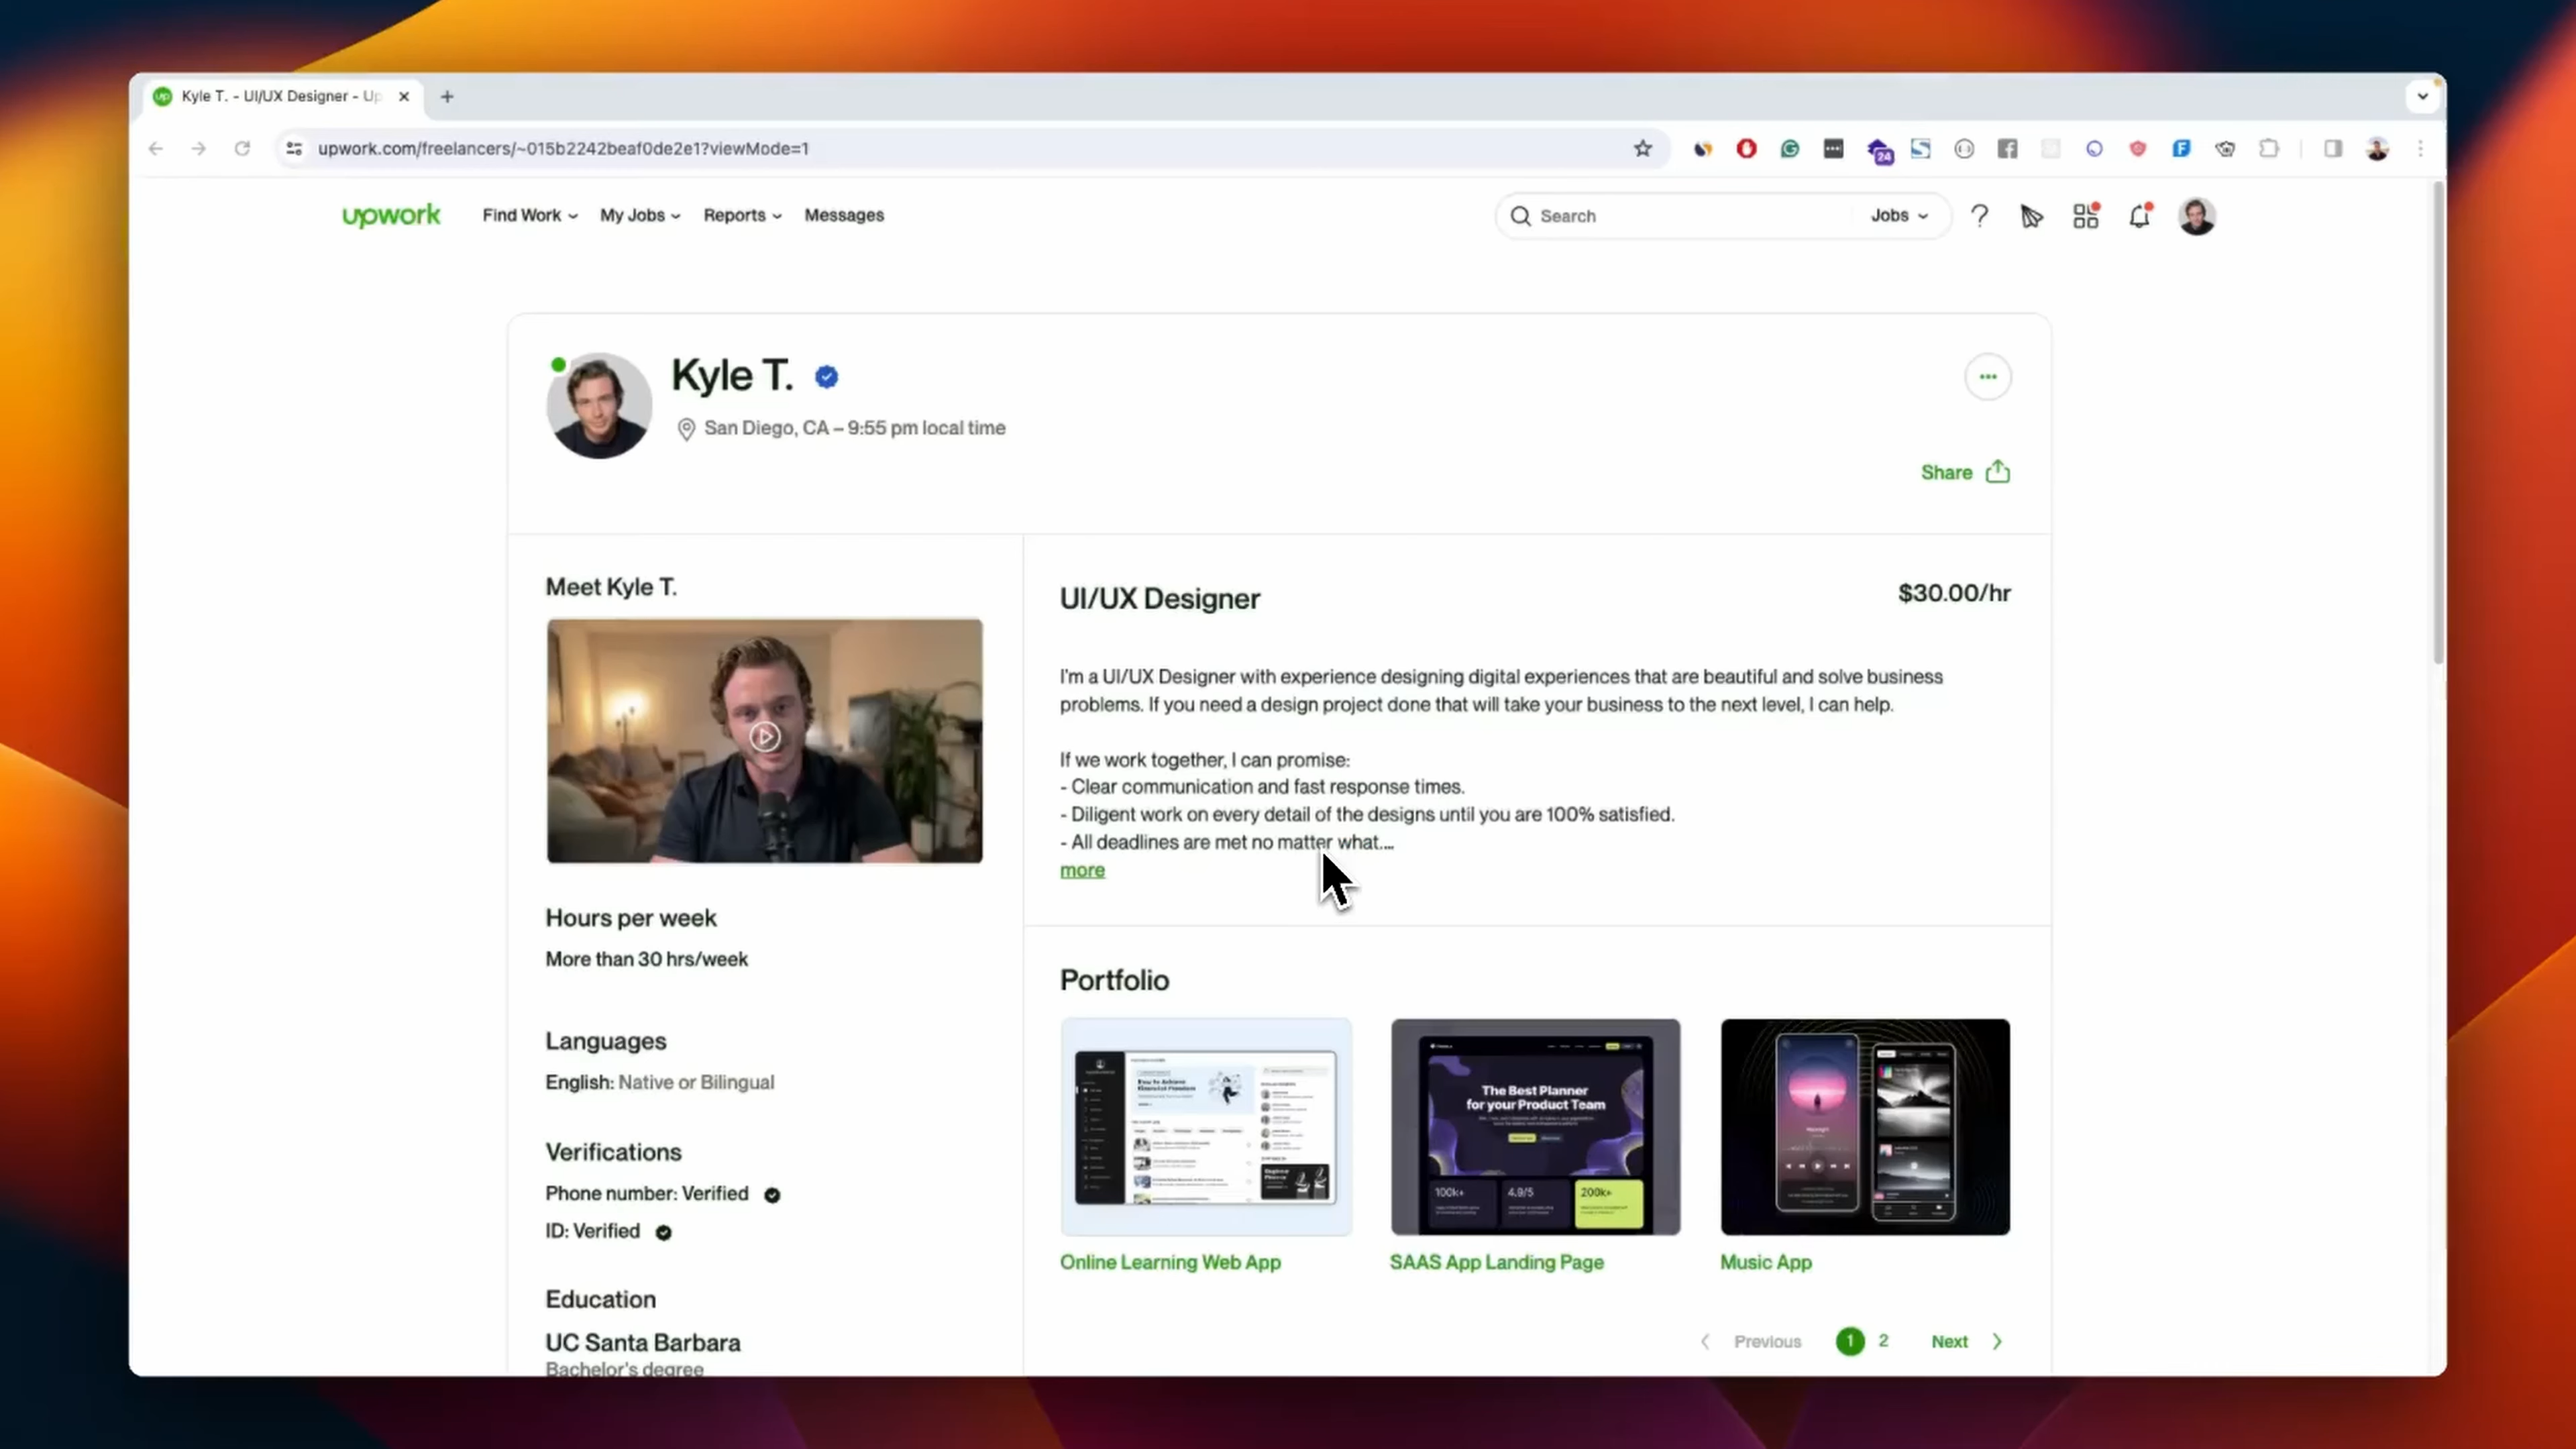 Kyle T. - UI/UX Designer - Up
upwork.com/freelancers/~015b2242beaf0de2e1?viewMode=1
24
upwork
Find Work
My Jobs
Reports
Messages
Search
Jobs
Kyle T.
San Diego, CA – 9:55 pm local time
Share
Meet Kyle T.
Hours per week
More than 30 hrs/week
Languages
English: Native or Bilingual
Verifications
Phone number: Verified
ID: Verified
Education
UC Santa Barbara
Bachelor's degree
UI/UX Designer
$30.00/hr
I'm a UI/UX Designer with experience designing digital experiences that are beautiful and solve business
problems. If you need a design project done that will take your business to the next level, I can help.
If we work together, I can promise:
- Clear communication and fast response times.
- Diligent work on every detail of the designs until you are 100% satisfied.
- All deadlines are met no matter what....
more
Portfolio
The Best Planner
for your Product Team
100k+
4.9/5
200k+
Online Learning Web App
SAAS App Landing Page
Music App
Previous
1
2
Next